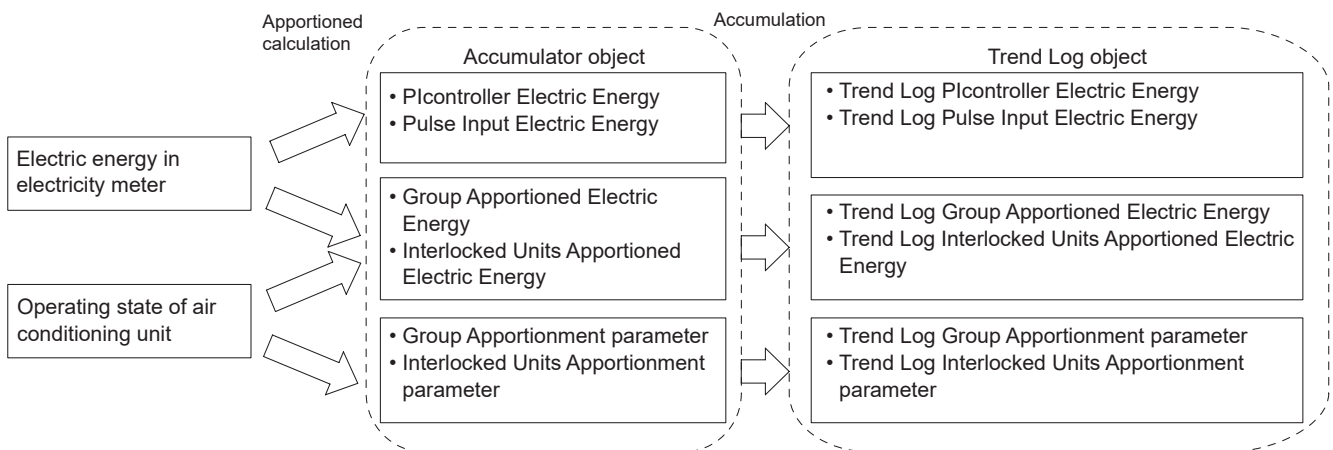 Apportioned
calculation
Accumulation
Accumulator object
Trend Log object
• PIcontroller Electric Energy
• Pulse Input Electric Energy
• Trend Log PIcontroller Electric Energy
• Trend Log Pulse Input Electric Energy
Electric energy in
electricity meter
• Group Apportioned Electric
Energy
• Interlocked Units Apportioned
Electric Energy
• Trend Log Group Apportioned Electric Energy
• Trend Log Interlocked Units Apportioned Electric
Energy
Operating state of air
conditioning unit
• Group Apportionment parameter
• Interlocked Units Apportionment
parameter
• Trend Log Group Apportionment parameter
• Trend Log Interlocked Units Apportionment
parameter